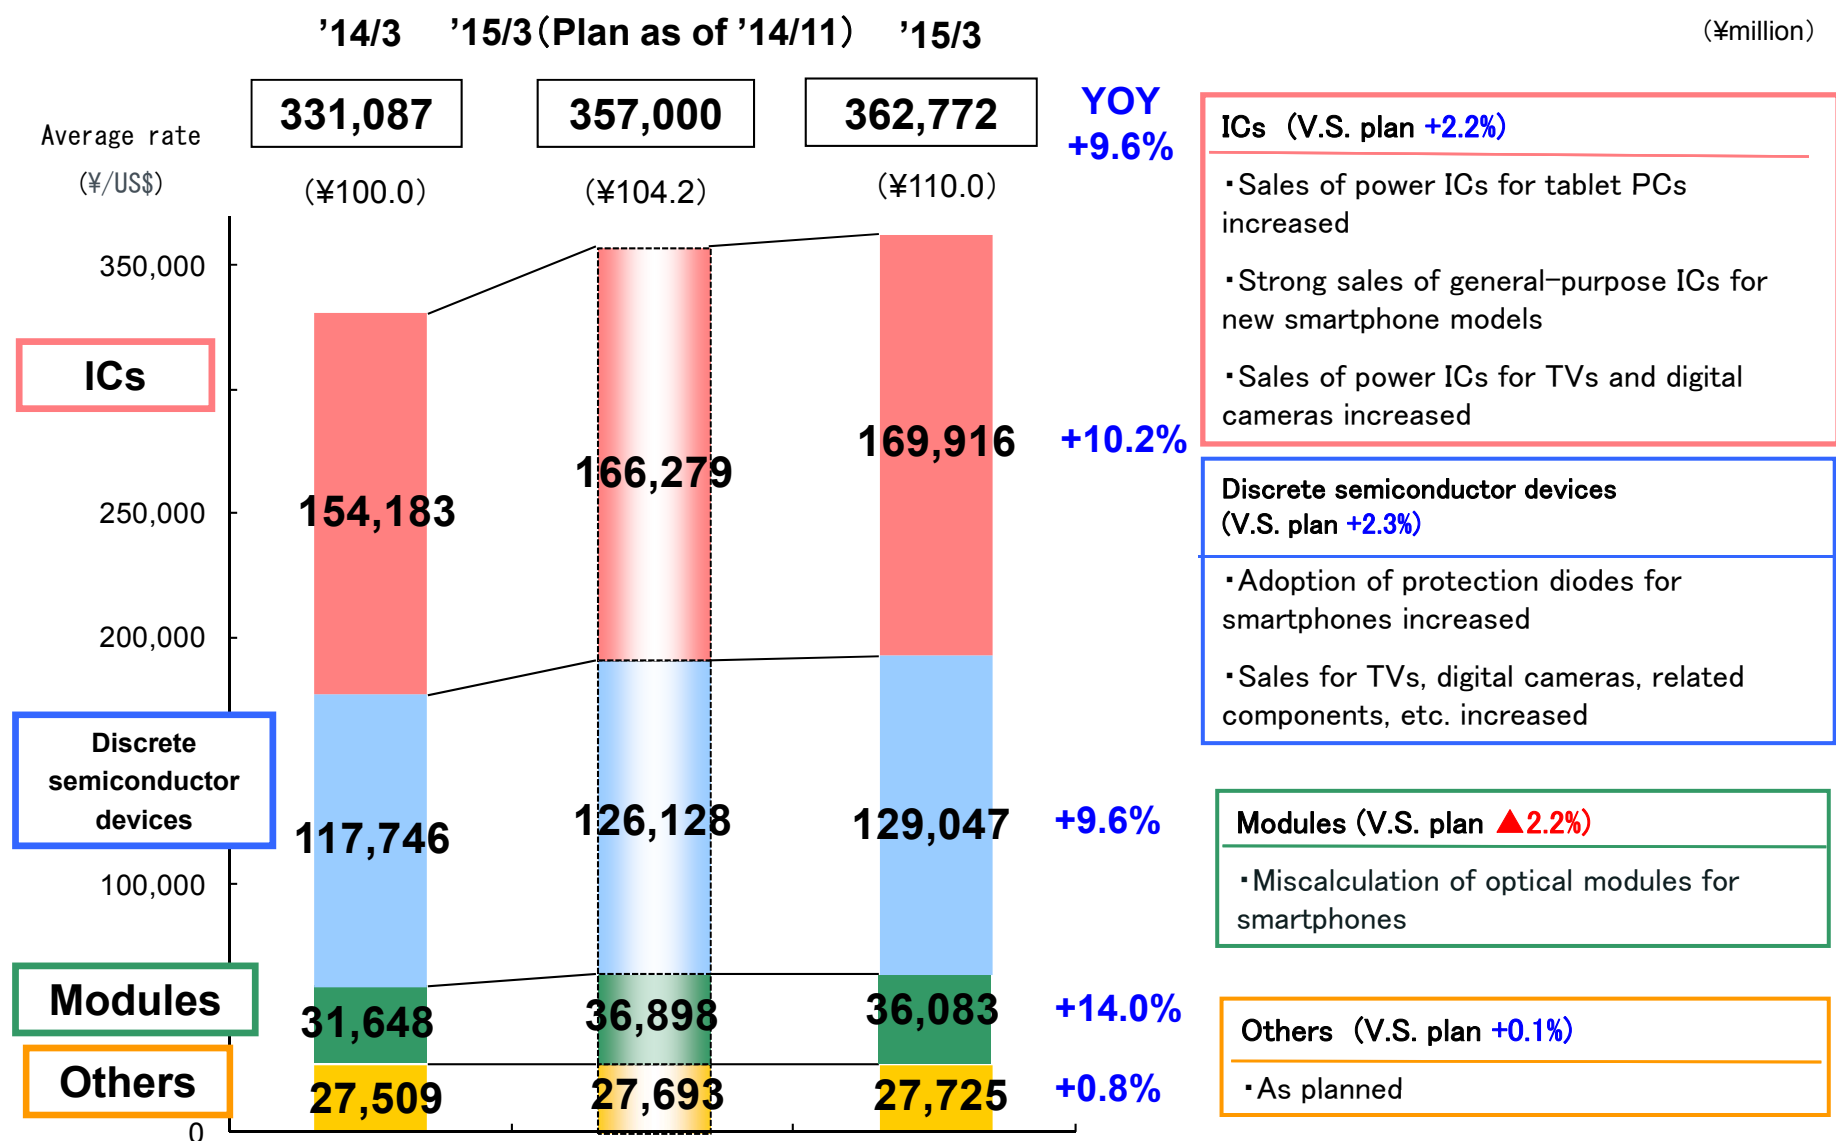 ’14/3 ’15/3（Plan as of ’14/11） ’15/3
(¥million）
331,087 357,000 362,772
YOY
+9.6%
Average rate
(¥/US$)
（¥100.0） （¥104.2） （¥110.0）
350,000
250,000
200,000
100,000
0
ICs
154,183 166,279 169,916 +10.2%
Discrete
semiconductor
devices
117,746 126,128 129,047 +9.6%
Modules
31,648 36,898 36,083 +14.0%
Others
27,509 27,693 27,725 +0.8%
ICs （V.S. plan +2.2%）
・Sales of power ICs for tablet PCs
increased
・Strong sales of general-purpose ICs for
new smartphone models
・Sales of power ICs for TVs and digital
cameras increased
Discrete semiconductor devices
（V.S. plan +2.3%）
・Adoption of protection diodes for
smartphones increased
・Sales for TVs, digital cameras, related
components, etc. increased
Modules (V.S. plan ▲2.2%）
・Miscalculation of optical modules for
smartphones
Others （V.S. plan +0.1%）
・As planned